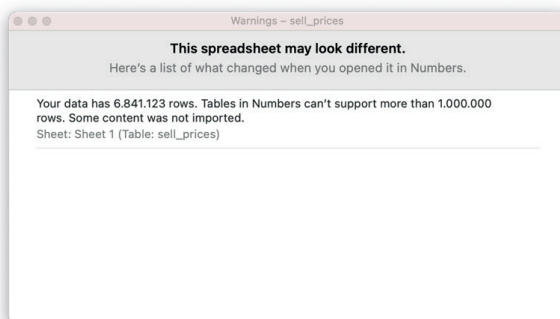 Warnings – sell_prices
This spreadsheet may look different.
Here's a list of what changed when you opened it in Numbers.
Your data has 6.841.123 rows. Tables in Numbers can't support more than 1.000.000
rows. Some content was not imported.
Sheet: Sheet 1 (Table: sell_prices)